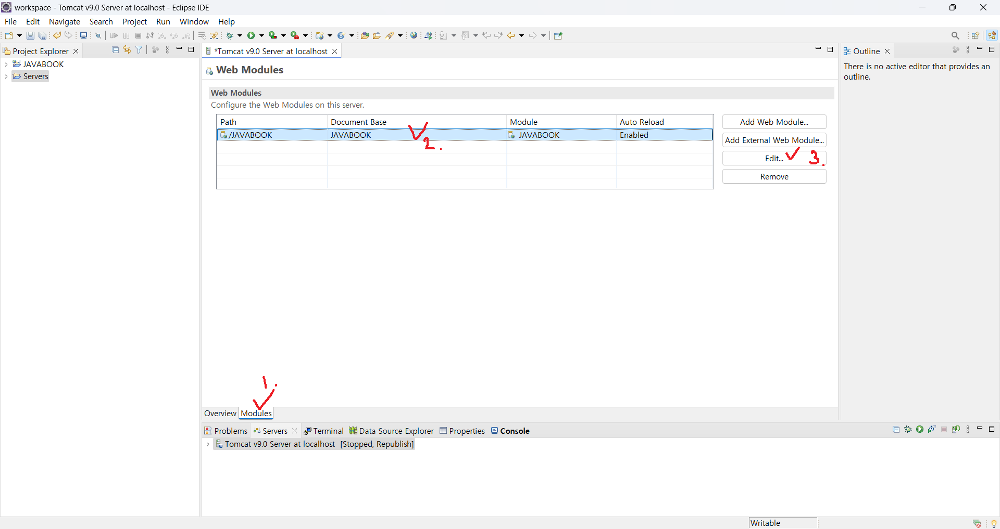 workspace - Tomcat v9.0 Server at localhost - Eclipse IDE
File Edit Navigate Search Project Run Window Help
Project Explorer
JAVABOOK
Servers
*Tomcat v9.0 Server at localhost
Web Modules
Web Modules
Configure the Web Modules on this server.
Path Document Base Module Auto Reload
/JAVABOOK JAVABOOK JAVABOOK Enabled
2.
Add Web Module...
Add External Web Module...
Edit... 3.
Remove
1.
Overview Modules
Outline
There is no active editor that provides an
outline.
Problems Servers Terminal Data Source Explorer Properties Console
Tomcat v9.0 Server at localhost [Stopped, Republish]
Writable